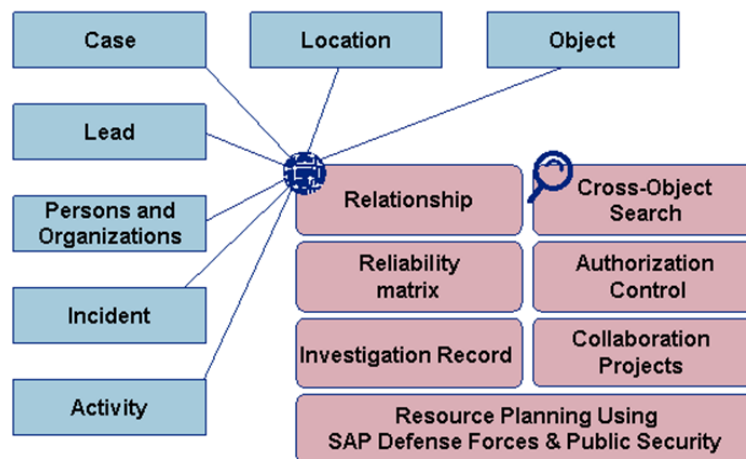 Case
Location
Object
Lead
Persons and
Organizations
Incident
Activity
Relationship
Cross-Object
Search
Reliability
matrix
Authorization
Control
Investigation Record
Collaboration
Projects
Resource Planning Using
SAP Defense Forces & Public Security